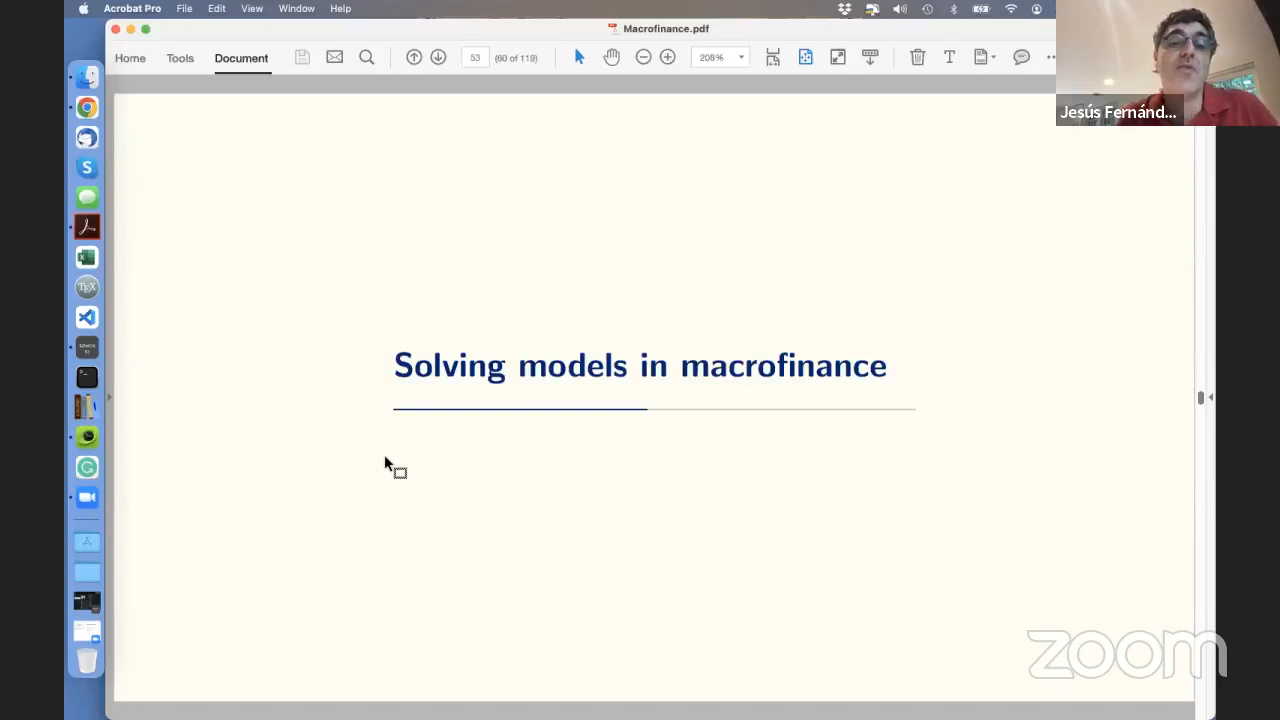 Acrobat Pro File Edit View Window Help
Macrofinance.pdf
Home Tools Document 53 (60 of 119) 208%
Jesús Fernánd...
Solving models in macrofinance
zoom